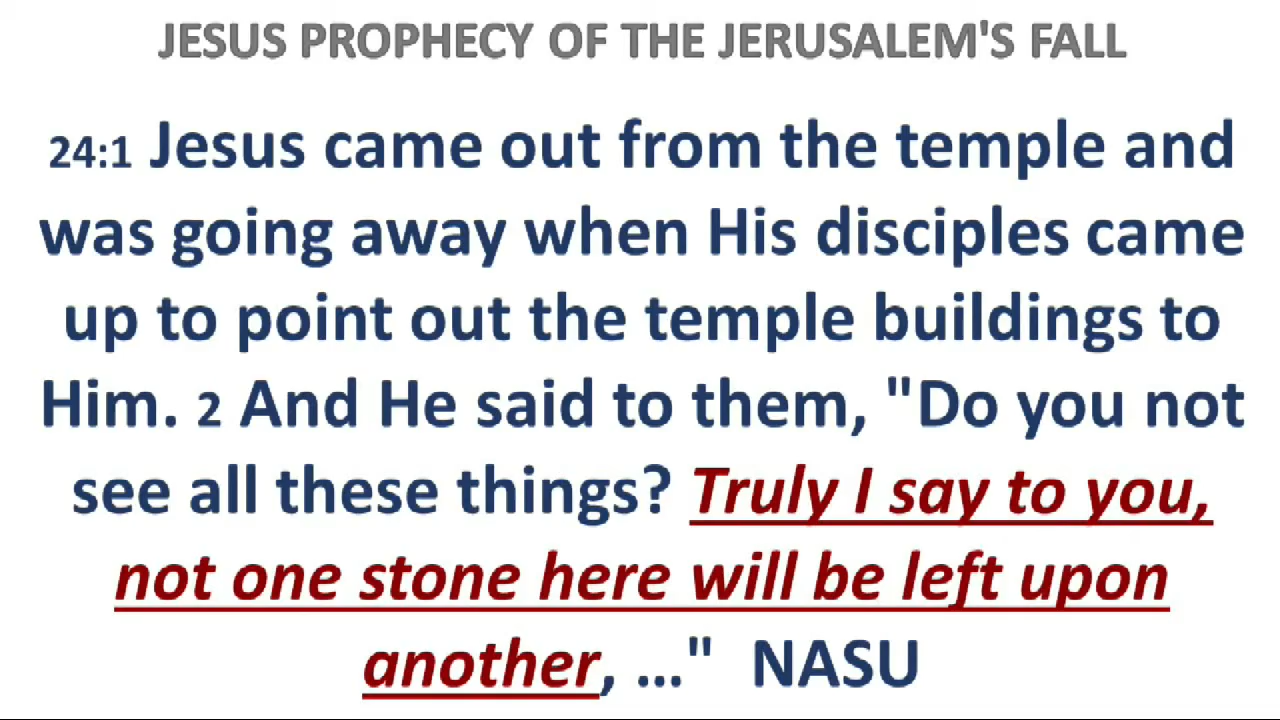 JESUS PROPHECY OF THE JERUSALEM'S FALL
24:1 Jesus came out from the temple and
was going away when His disciples came
up to point out the temple buildings to
Him. 2 And He said to them, "Do you not
see all these things? Truly I say to you,
not one stone here will be left upon
another, ..." NASU